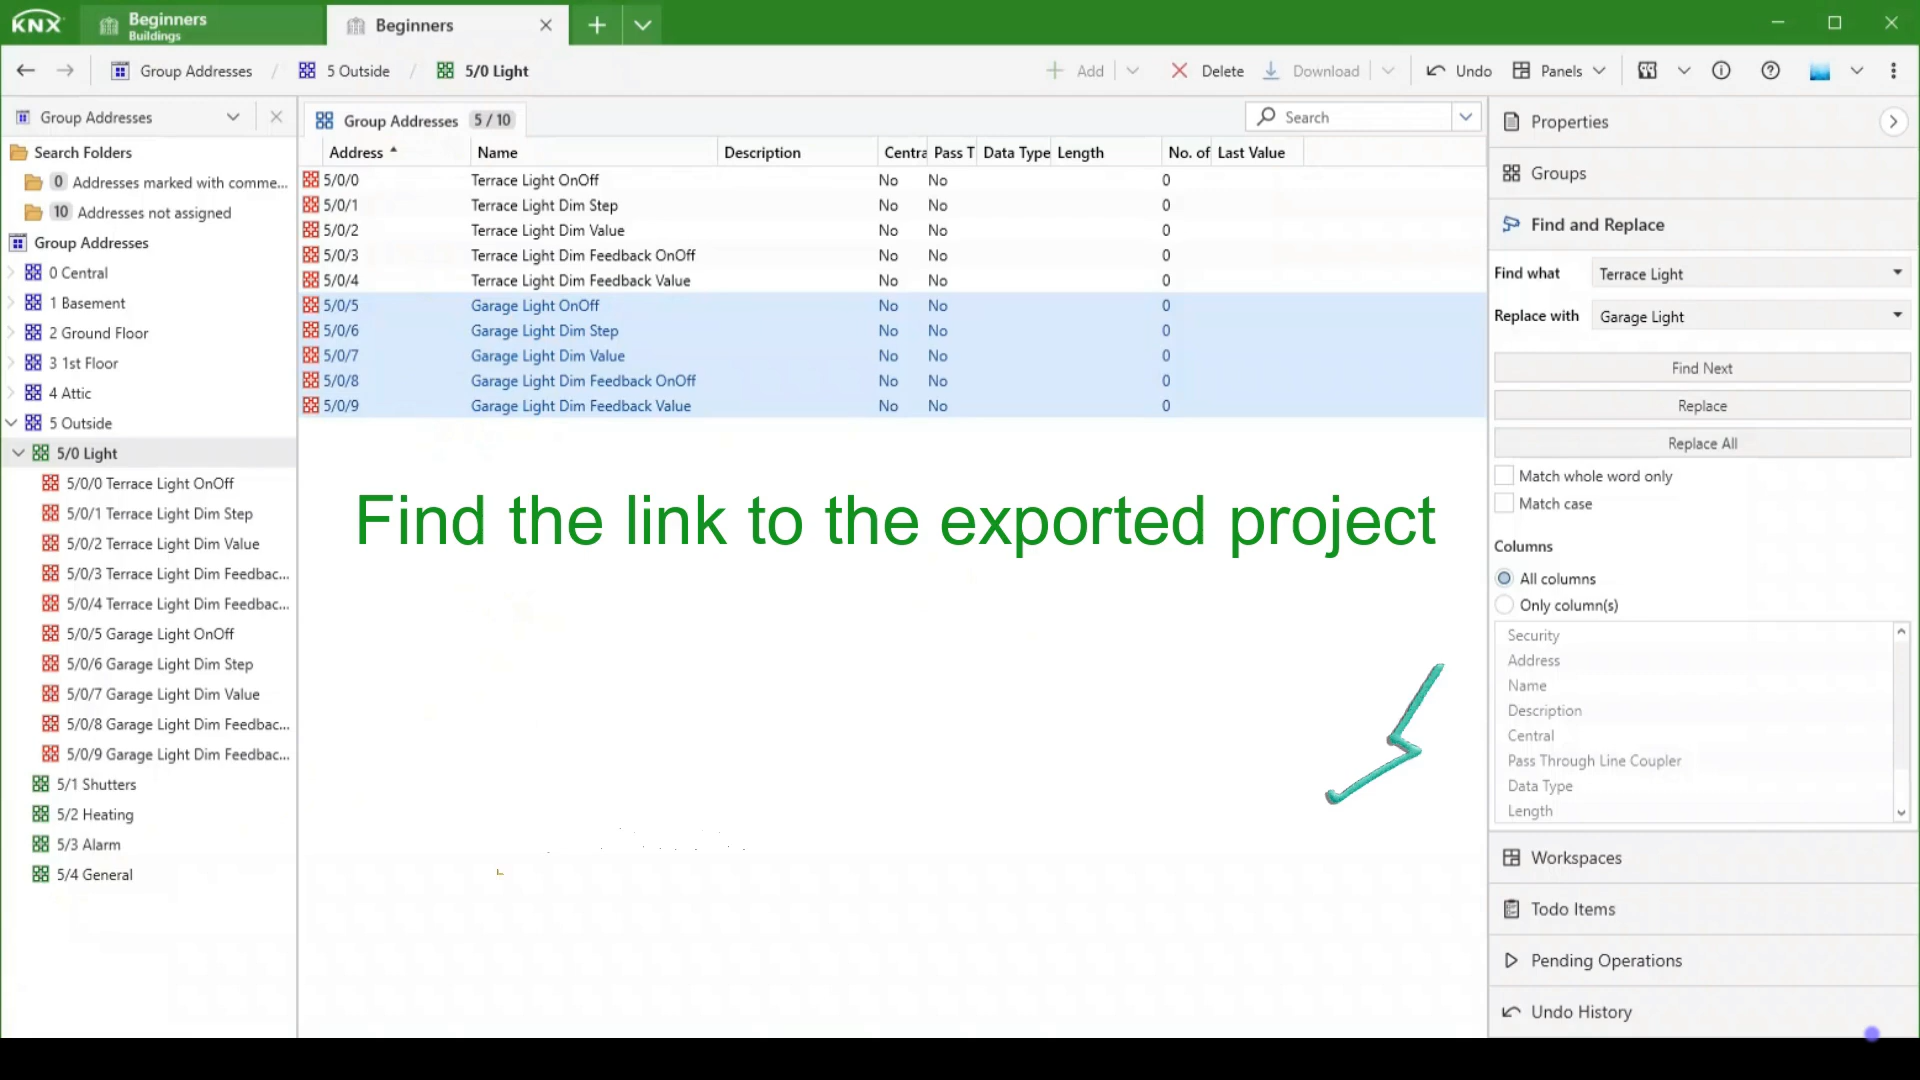 KNX
Beginners
Buildings
Beginners
Group Addresses / 5 Outside / 5/0 Light
Add
Delete
Download
Undo
Panels
Group Addresses
Search Folders
0 Addresses marked with comme...
10 Addresses not assigned
Group Addresses
0 Central
1 Basement
2 Ground Floor
3 1st Floor
4 Attic
5 Outside
5/0 Light
5/0/0 Terrace Light OnOff
5/0/1 Terrace Light Dim Step
5/0/2 Terrace Light Dim Value
5/0/3 Terrace Light Dim Feedbac...
5/0/4 Terrace Light Dim Feedbac...
5/0/5 Garage Light OnOff
5/0/6 Garage Light Dim Step
5/0/7 Garage Light Dim Value
5/0/8 Garage Light Dim Feedbac...
5/0/9 Garage Light Dim Feedbac...
5/1 Shutters
5/2 Heating
5/3 Alarm
5/4 General
Group Addresses 5 / 10
Search
Address Name Description Centra Pass T Data Type Length No. of Last Value
5/0/0 Terrace Light OnOff No No 0
5/0/1 Terrace Light Dim Step No No 0
5/0/2 Terrace Light Dim Value No No 0
5/0/3 Terrace Light Dim Feedback OnOff No No 0
5/0/4 Terrace Light Dim Feedback Value No No 0
5/0/5 Garage Light OnOff No No 0
5/0/6 Garage Light Dim Step No No 0
5/0/7 Garage Light Dim Value No No 0
5/0/8 Garage Light Dim Feedback OnOff No No 0
5/0/9 Garage Light Dim Feedback Value No No 0
Find the link to the exported project
Properties
Groups
Find and Replace
Find what Terrace Light
Replace with Garage Light
Find Next
Replace
Replace All
Match whole word only
Match case
Columns
All columns
Only column(s)
Security
Address
Name
Description
Central
Pass Through Line Coupler
Data Type
Length
Workspaces
Todo Items
Pending Operations
Undo History